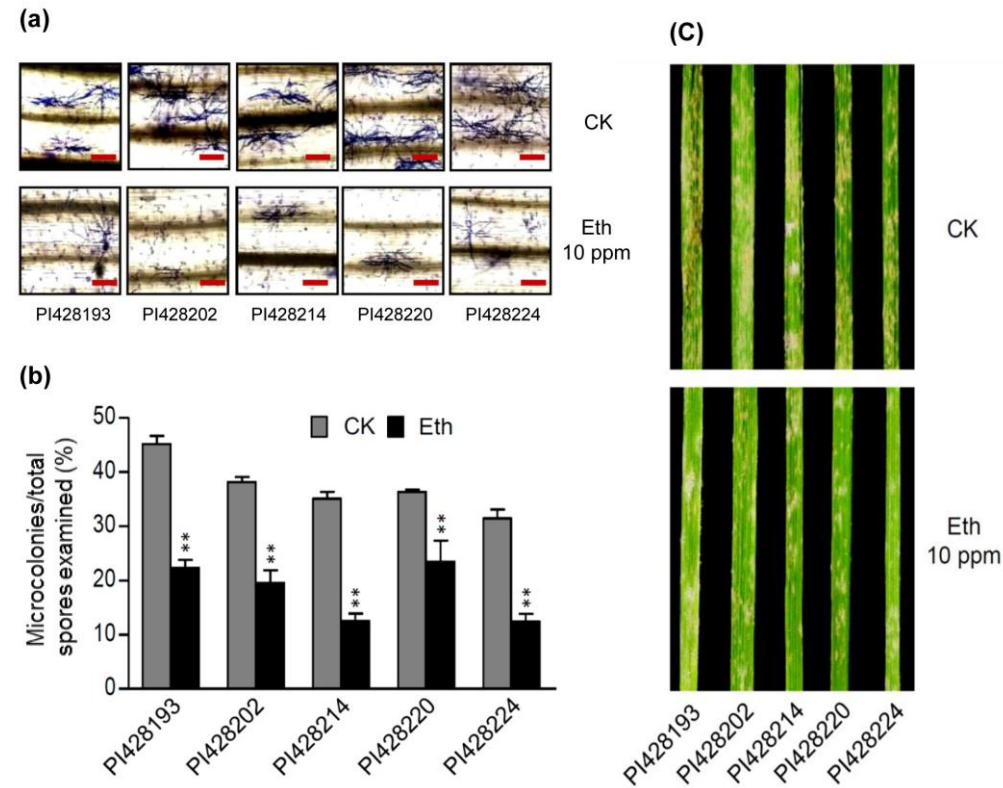 (a)
CK
Eth
10 ppm
PI428193 PI428202 PI428214 PI428220 PI428224
(b)
Microcolonies/total
spores examined (%)
50
40
30
20
10
0
CK Eth
**
**
**
**
**
PI428193 PI428202 PI428214 PI428220 PI428224
(C)
CK
Eth
10 ppm
PI428193 PI428202 PI428214 PI428220 PI428224